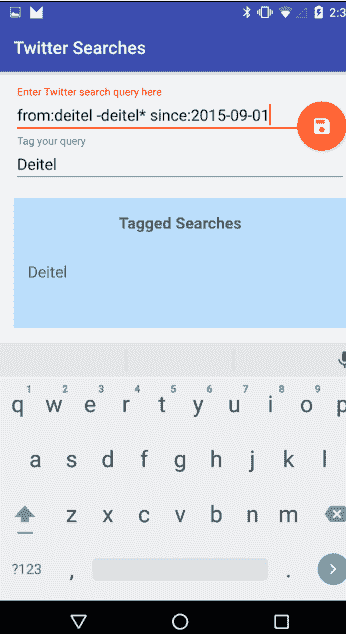 2:3
Twitter Searches
Enter Twitter search query here
from:deitel -deitel* since:2015-09-01
Tag your query
Deitel
Tagged Searches
Deitel
1 2 3 4 5 6 7 8 9
q w e r t y u i o p
a s d f g h j k l
z x c v b n m
?123 , .